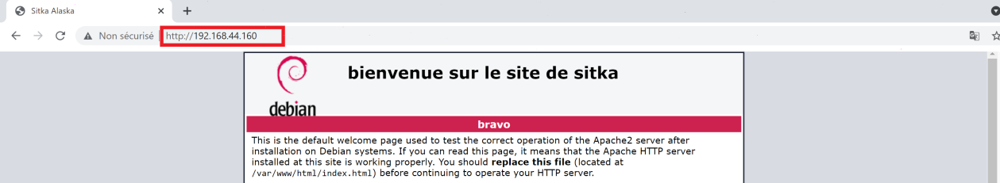 Sitka Alaska
Non sécurisé | http://192.168.44.160
debian
bienvenue sur le site de sitka
bravo
This is the default welcome page used to test the correct operation of the Apache2 server after
installation on Debian systems. If you can read this page, it means that the Apache HTTP server
installed at this site is working properly. You should replace this file (located at
/var/www/html/index.html) before continuing to operate your HTTP server.